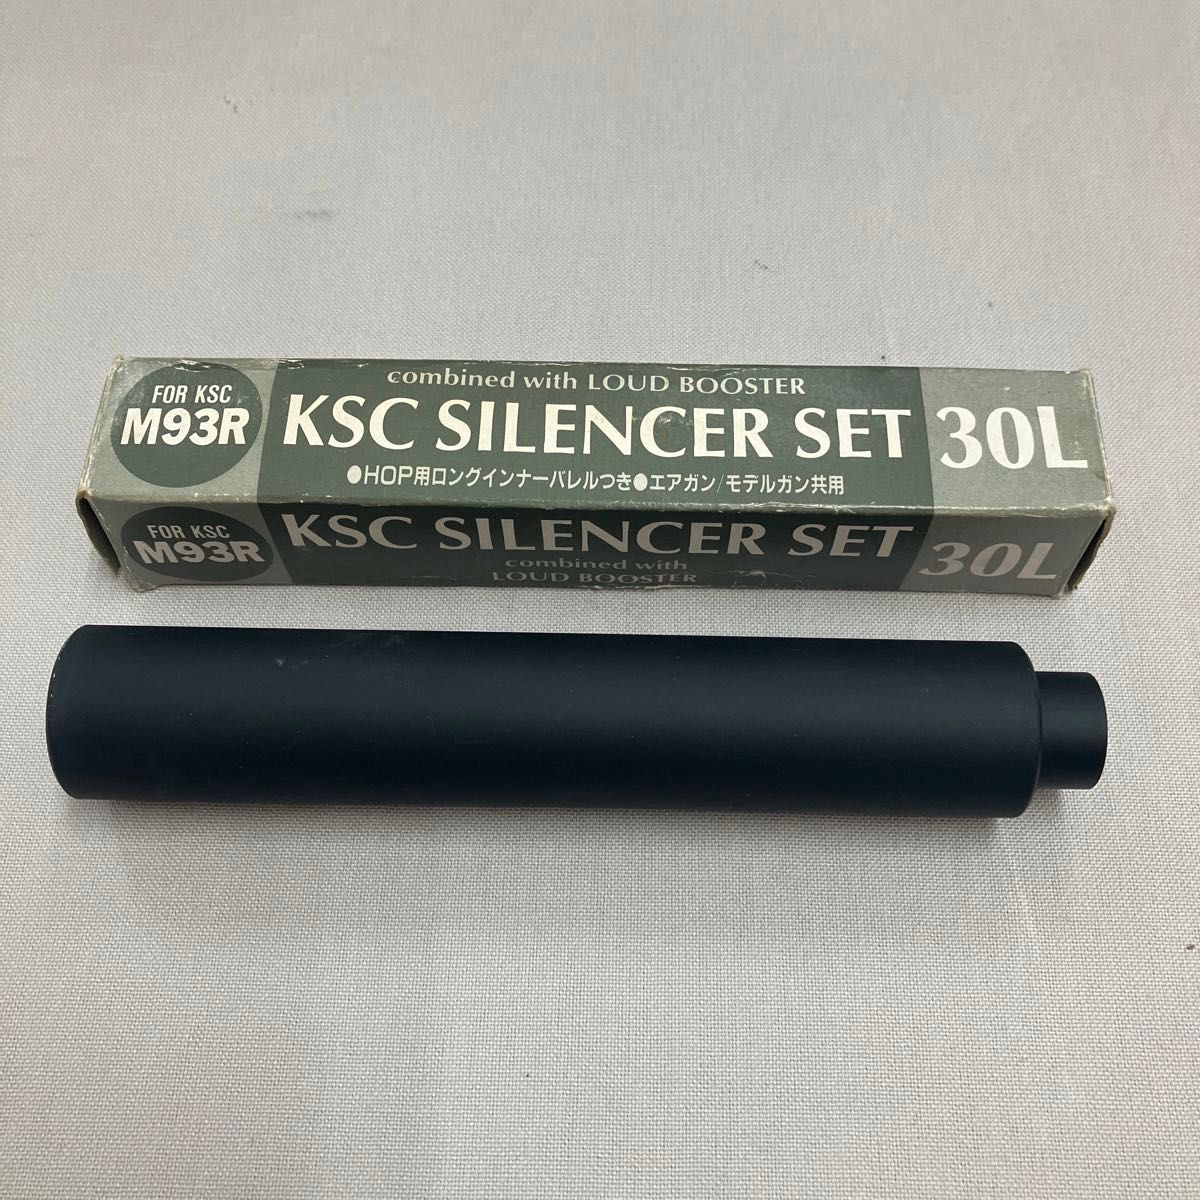 FOR KSC
M93R
combined with LOUD BOOSTER
KSC SILENCER SET
30L
●HOP用ロングインナーバレルつき●エアガン/モデルガン共用
FOR KSC
M93R
KSC SILENCER SET
combined with
LOUD BOOSTER
30L